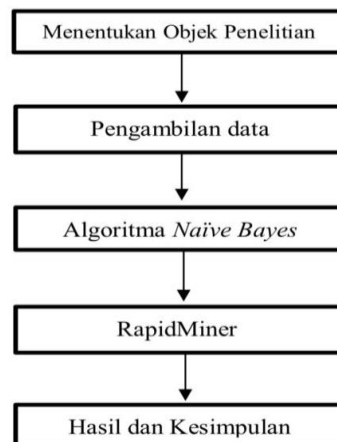 Menentukan Objek Penelitian
Pengambilan data
Algoritma Naïve Bayes
RapidMiner
Hasil dan Kesimpulan